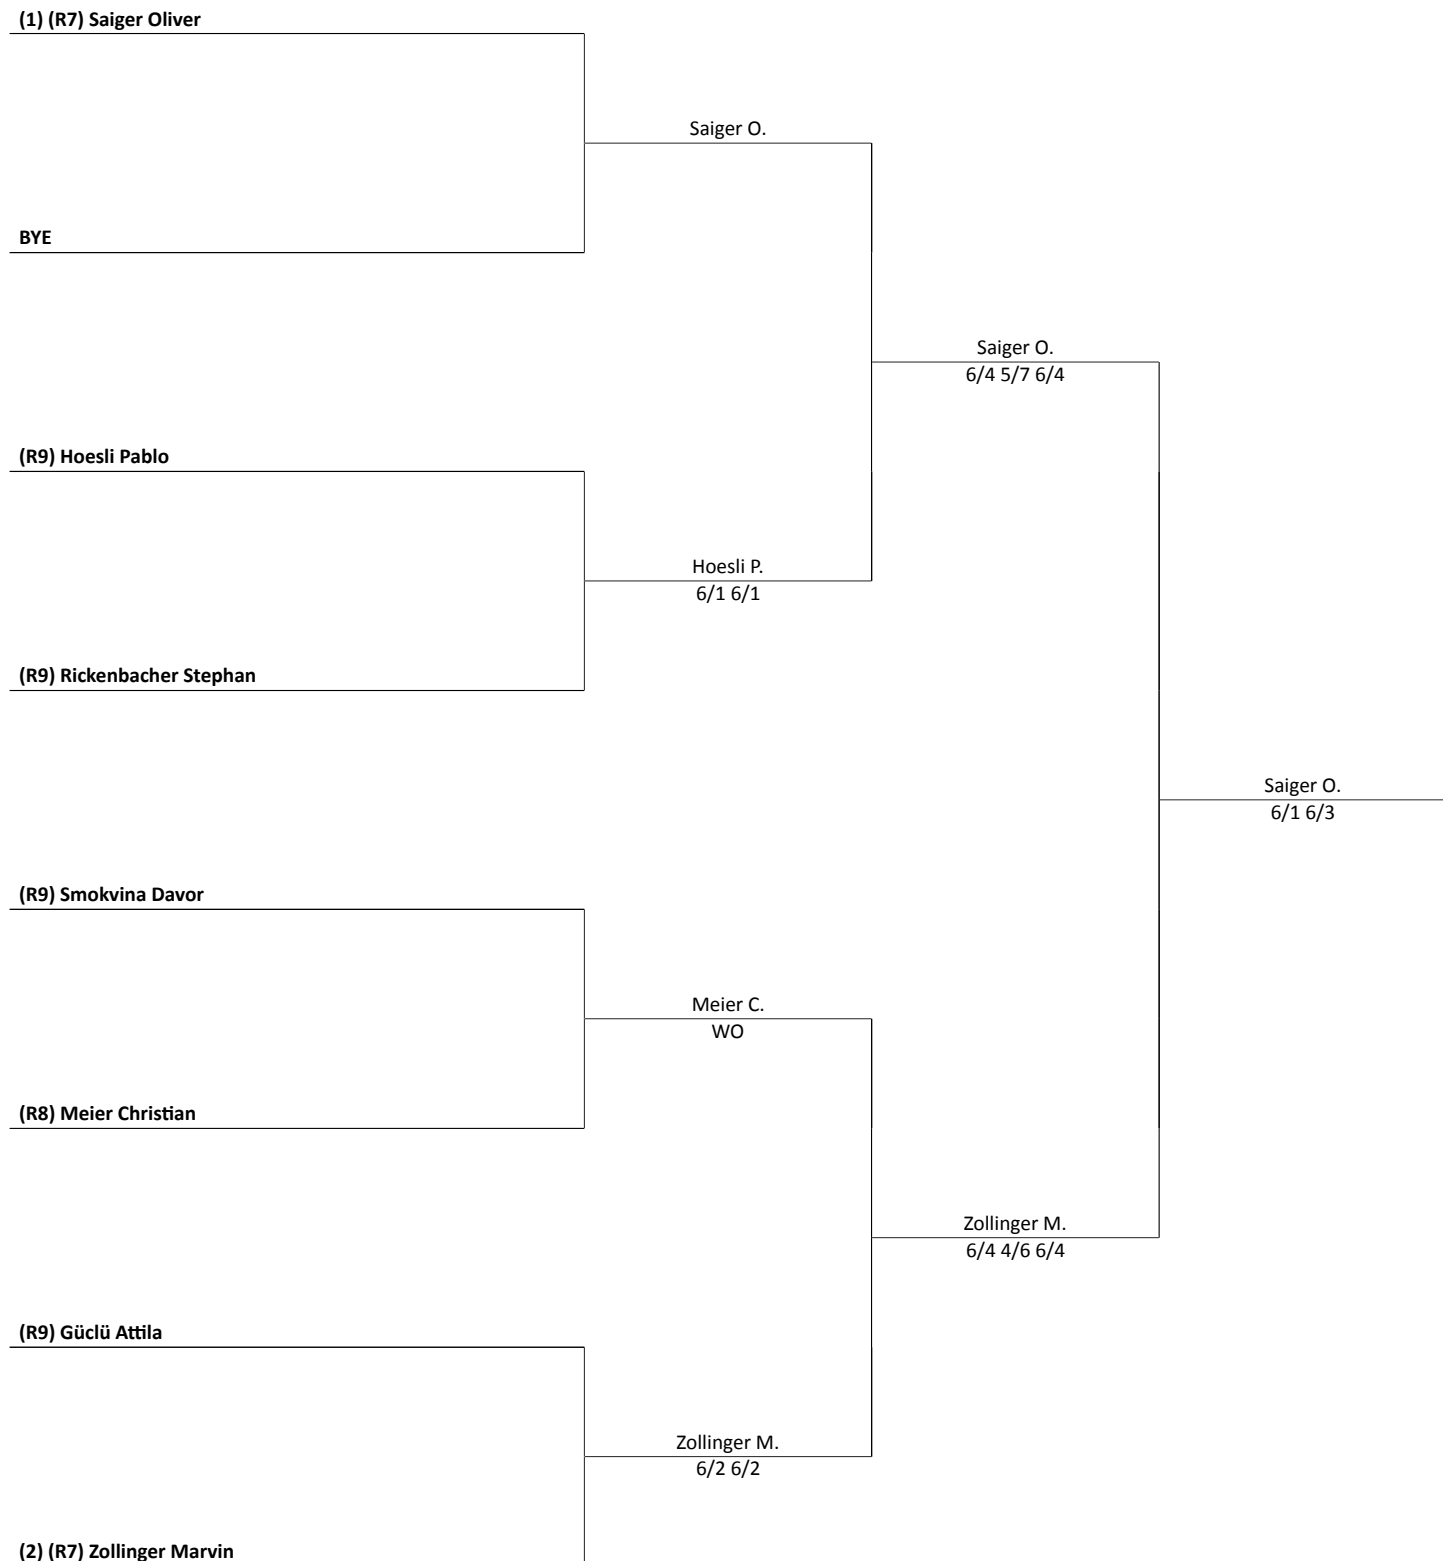 (1) (R7) Saiger Oliver
Saiger O.
BYE
Saiger O.
6/4 5/7 6/4
(R9) Hoesli Pablo
Hoesli P.
6/1 6/1
(R9) Rickenbacher Stephan
Saiger O.
6/1 6/3
(R9) Smokvina Davor
Meier C.
WO
(R8) Meier Christian
Zollinger M.
6/4 4/6 6/4
(R9) Güclü Attila
Zollinger M.
6/2 6/2
(2) (R7) Zollinger Marvin